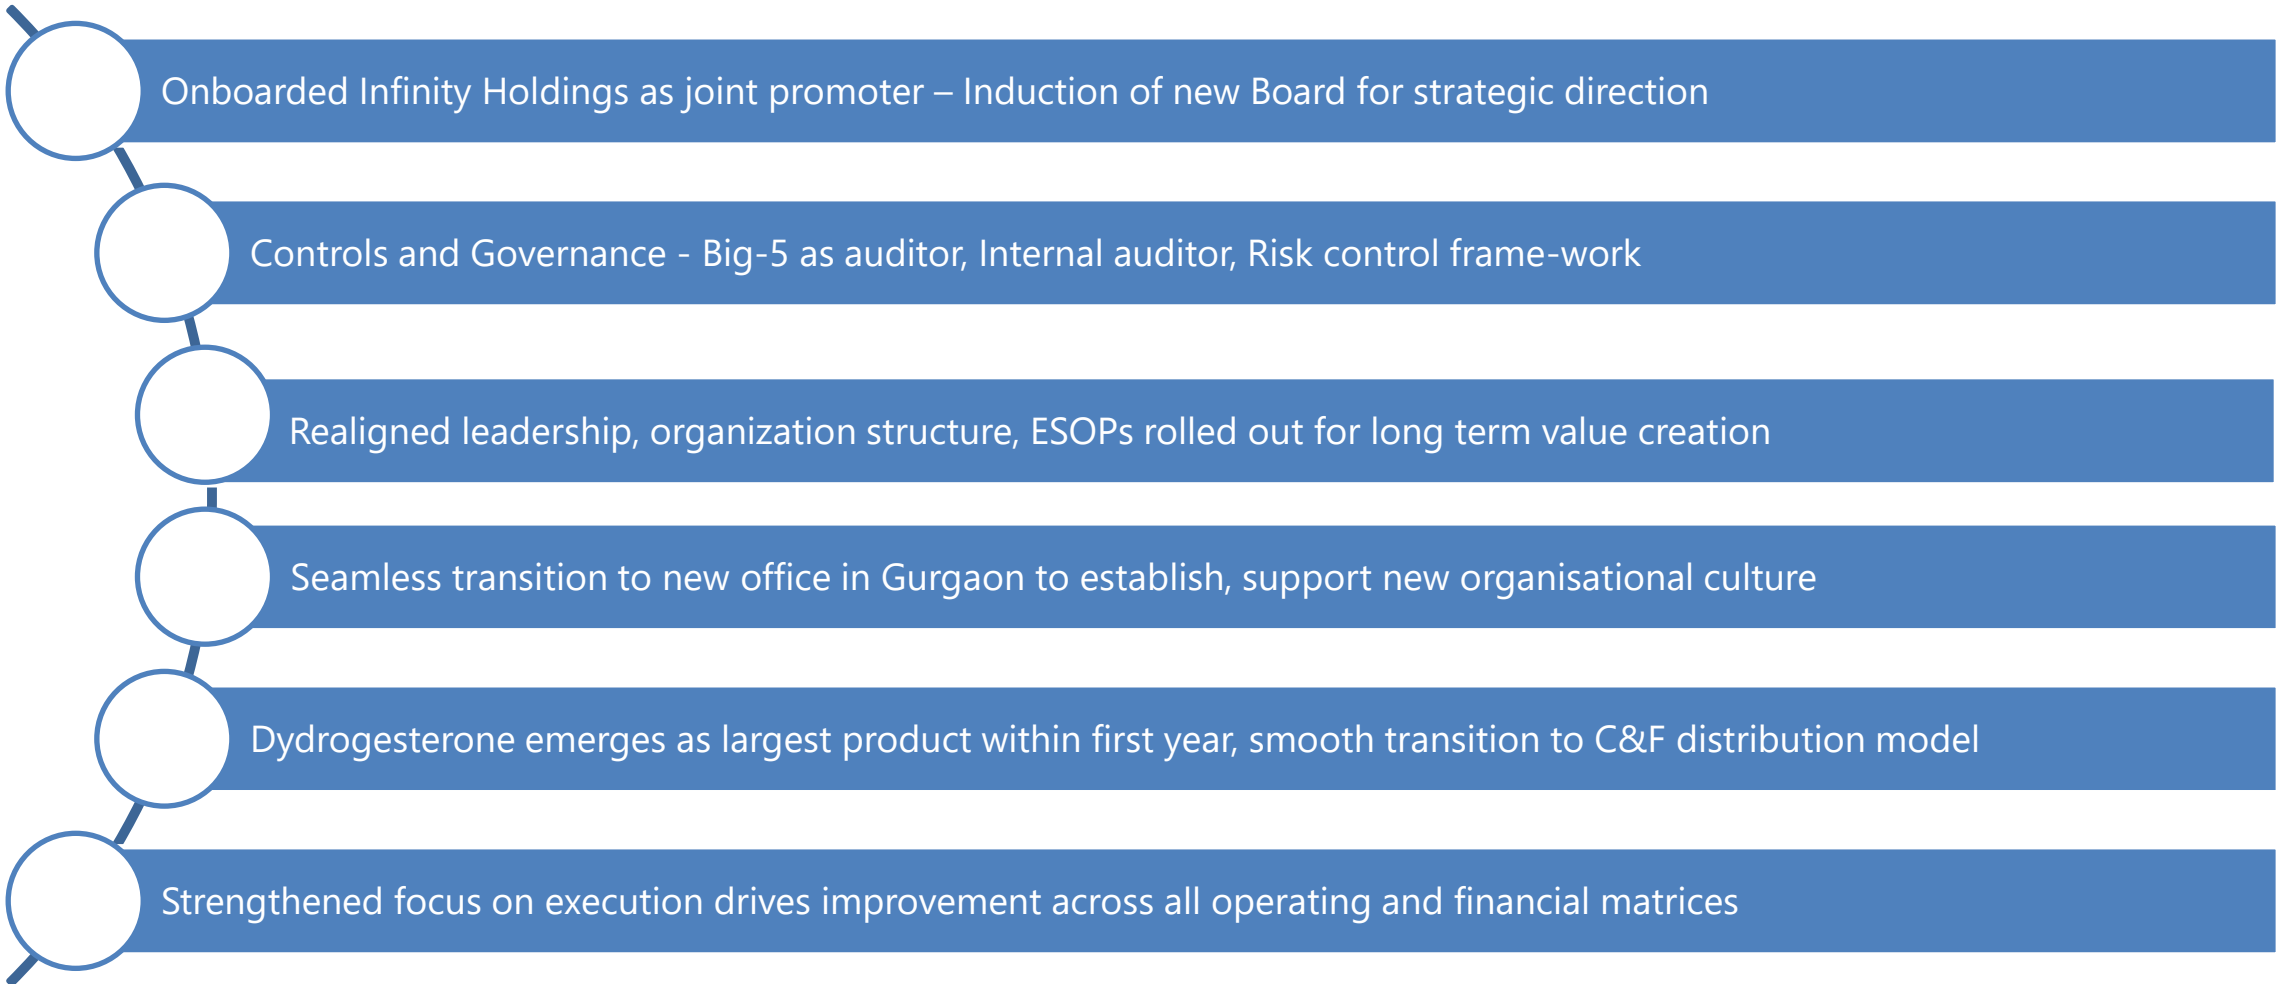 Onboarded Infinity Holdings as joint promoter – Induction of new Board for strategic direction
Controls and Governance - Big-5 as auditor, Internal auditor, Risk control frame-work
Realigned leadership, organization structure, ESOPs rolled out for long term value creation
Seamless transition to new office in Gurgaon to establish, support new organisational culture
Dydrogesterone emerges as largest product within first year, smooth transition to C&F distribution model
Strengthened focus on execution drives improvement across all operating and financial matrices